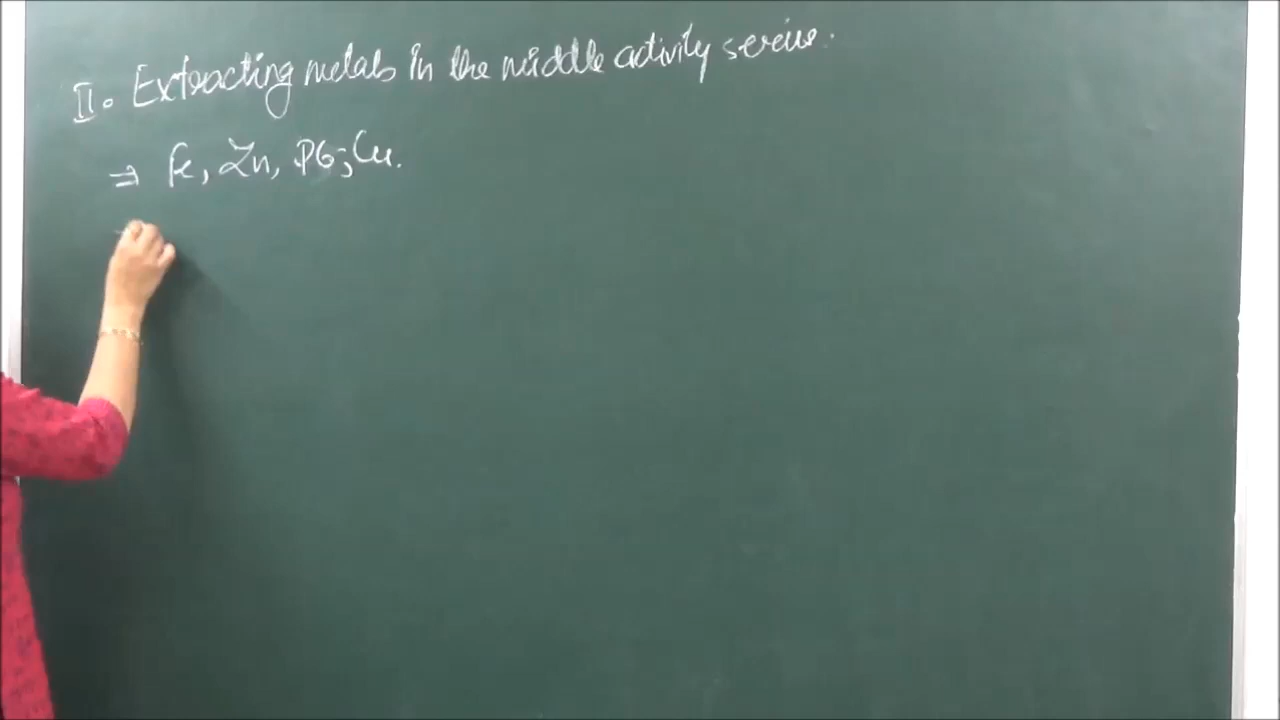 II. Extracting metals in the middle activity series.
⇒ Fe, Zn, Pb, Cu.